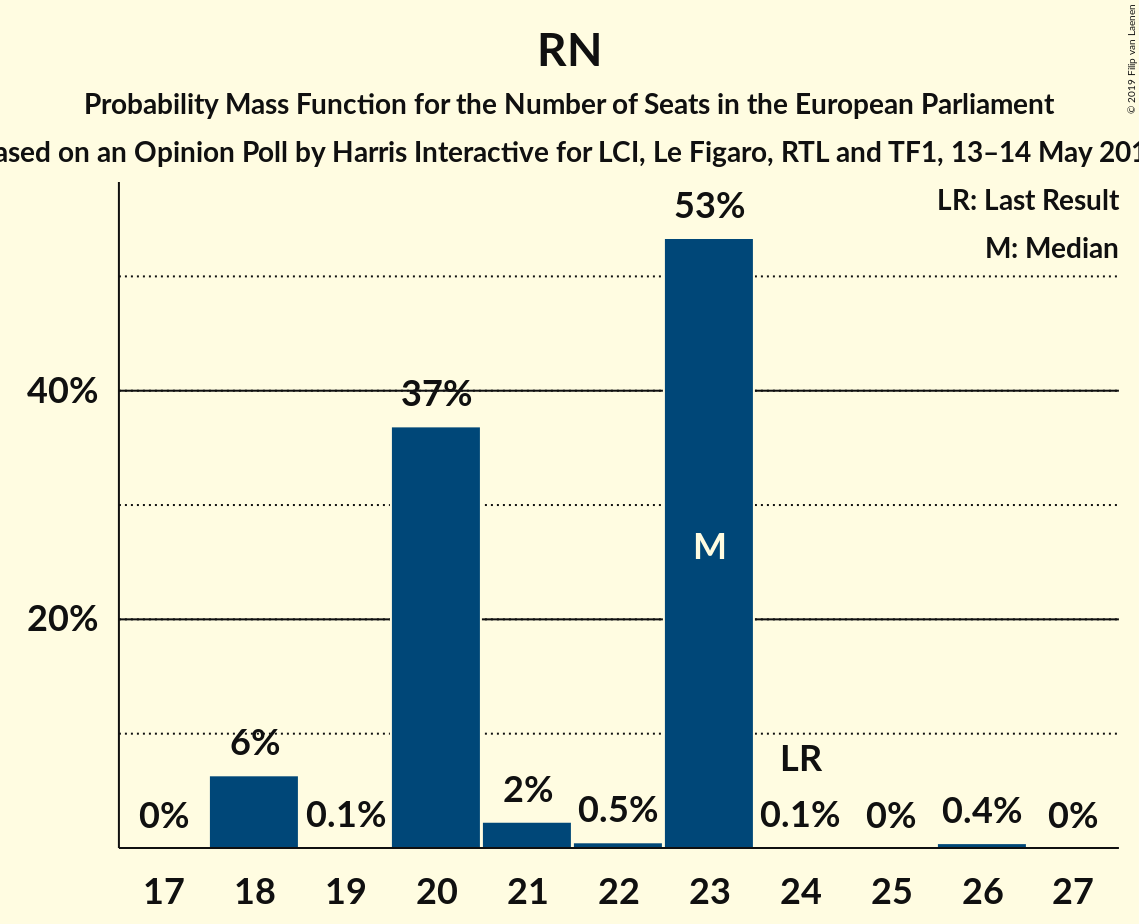 RN
Probability Mass Function for the Number of Seats in the European Parliament
ased on an Opinion Poll by Harris Interactive for LCI, Le Figaro, RTL and TF1, 13–14 May 201
© 2019 Filip van Laenen
LR: Last Result
M: Median
53%
40%
37%
M
20%
6%
LR
2%
0%
0.1%
0.5%
0.1%
0%
0.4%
0%
17 18 19 20 21 22 23 24 25 26 27